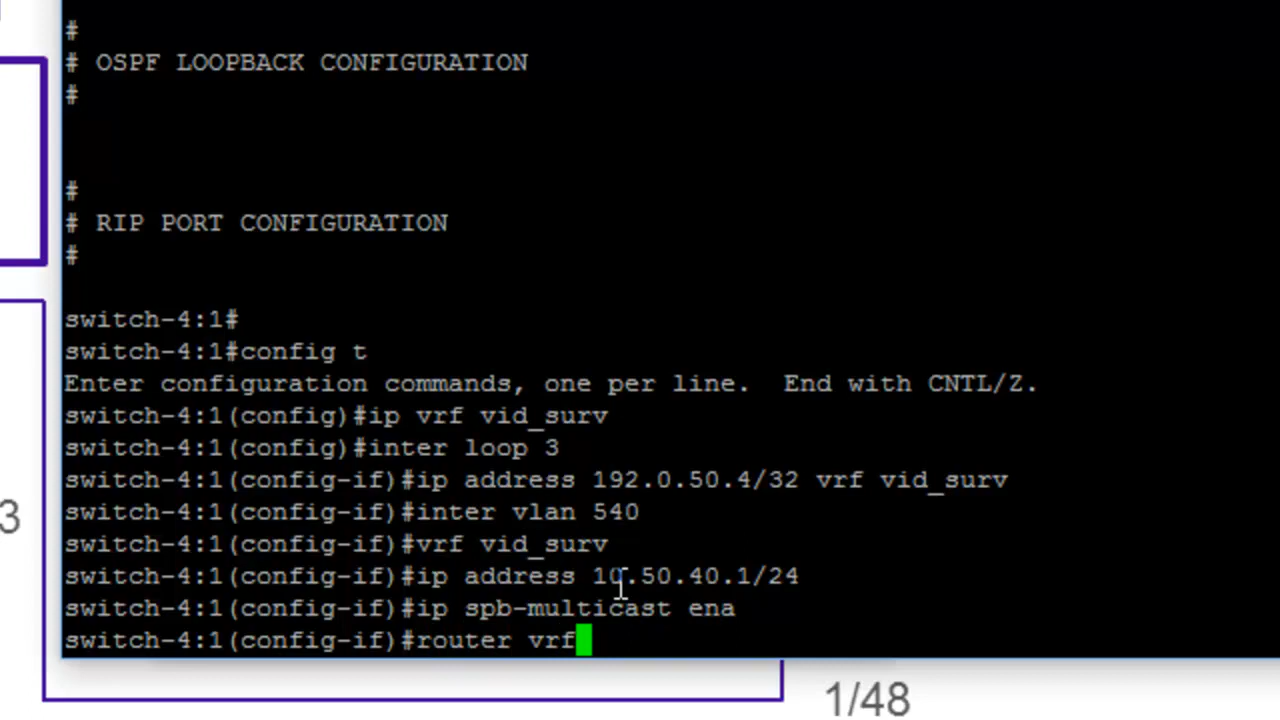 #
# OSPF LOOPBACK CONFIGURATION
#
#
# RIP PORT CONFIGURATION
#
switch-4:1#
switch-4:1#config t
Enter configuration commands, one per line.  End with CNTL/Z.
switch-4:1(config)#ip vrf vid_surv
switch-4:1(config)#inter loop 3
switch-4:1(config-if)#ip address 192.0.50.4/32 vrf vid_surv
switch-4:1(config-if)#inter vlan 540
switch-4:1(config-if)#vrf vid_surv
switch-4:1(config-if)#ip address 10.50.40.1/24
switch-4:1(config-if)#ip spb-multicast ena
switch-4:1(config-if)#router vrf
3
1/48